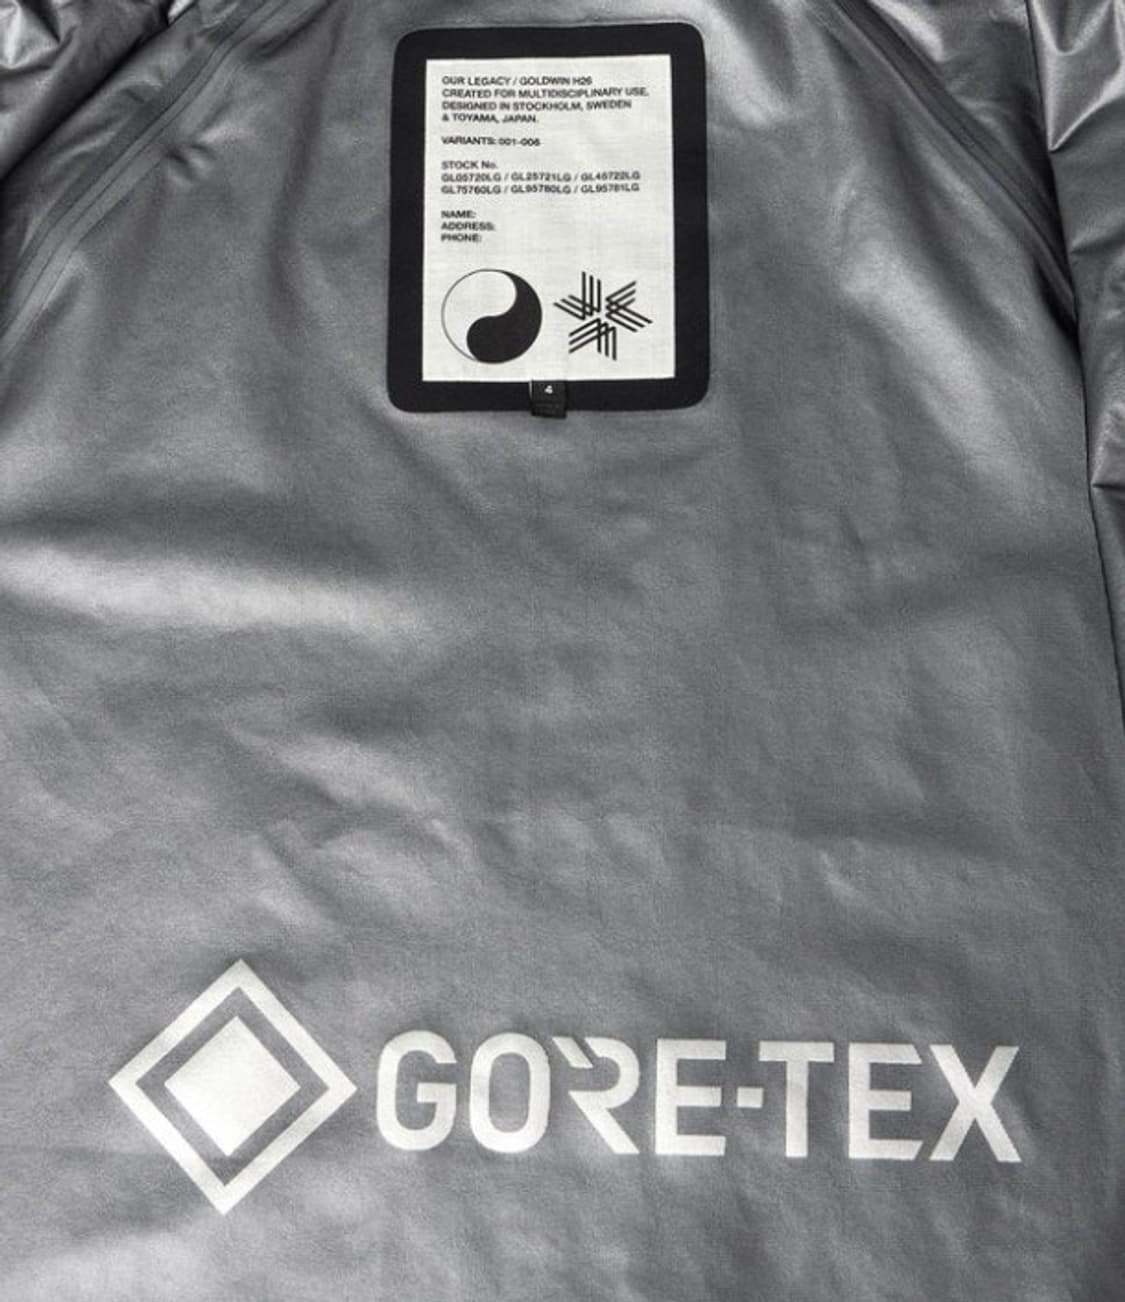 OUR LEGACY / GOLDWIN H26
CREATED FOR MULTIDISCIPLINARY USE,
DESIGNED IN STOCKHOLM, SWEDEN
& TOYAMA, JAPAN.
VARIANTS: 001-006
STOCK No.
GL05720LG / GL25721LG / GL45722LG
GL75760LG / GL95780LG / GL95781LG
NAME:
ADDRESS:
PHONE:
4
GORE-TEX